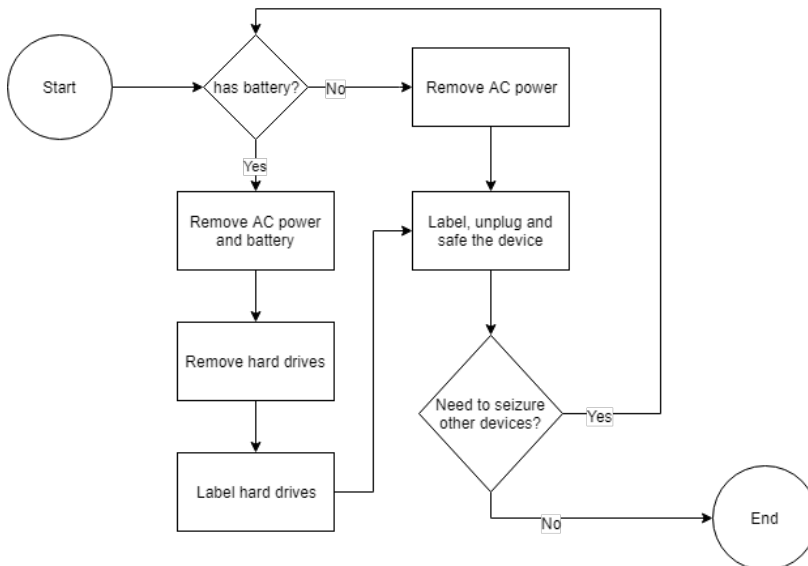 Start
has battery?
No
Remove AC power
Yes
Remove AC power
and battery
Label, unplug and
safe the device
Remove hard drives
Need to seizure
other devices?
Yes
Label hard drives
No
End